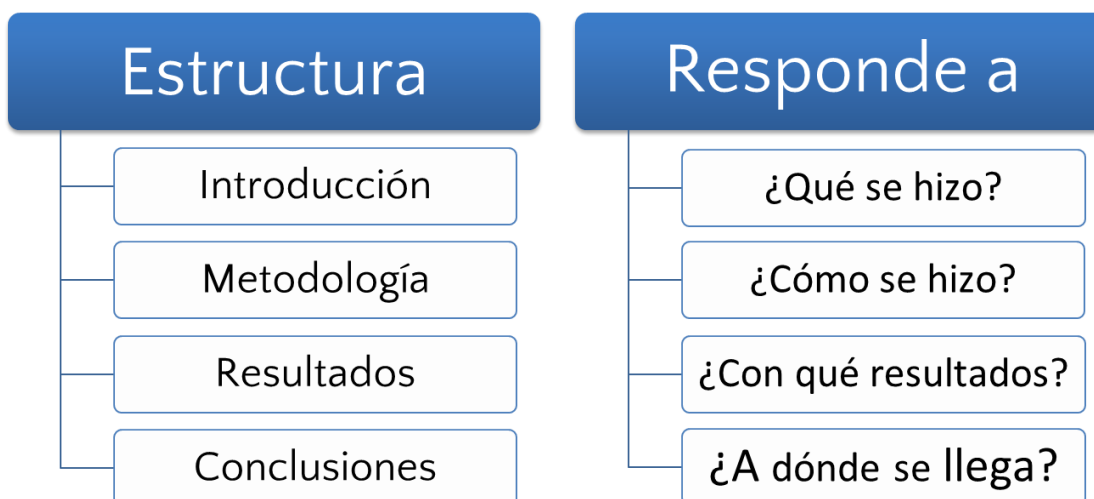 Estructura
Introducción
Metodología
Resultados
Conclusiones
Responde a
¿Qué se hizo?
¿Cómo se hizo?
¿Con qué resultados?
¿A dónde se llega?